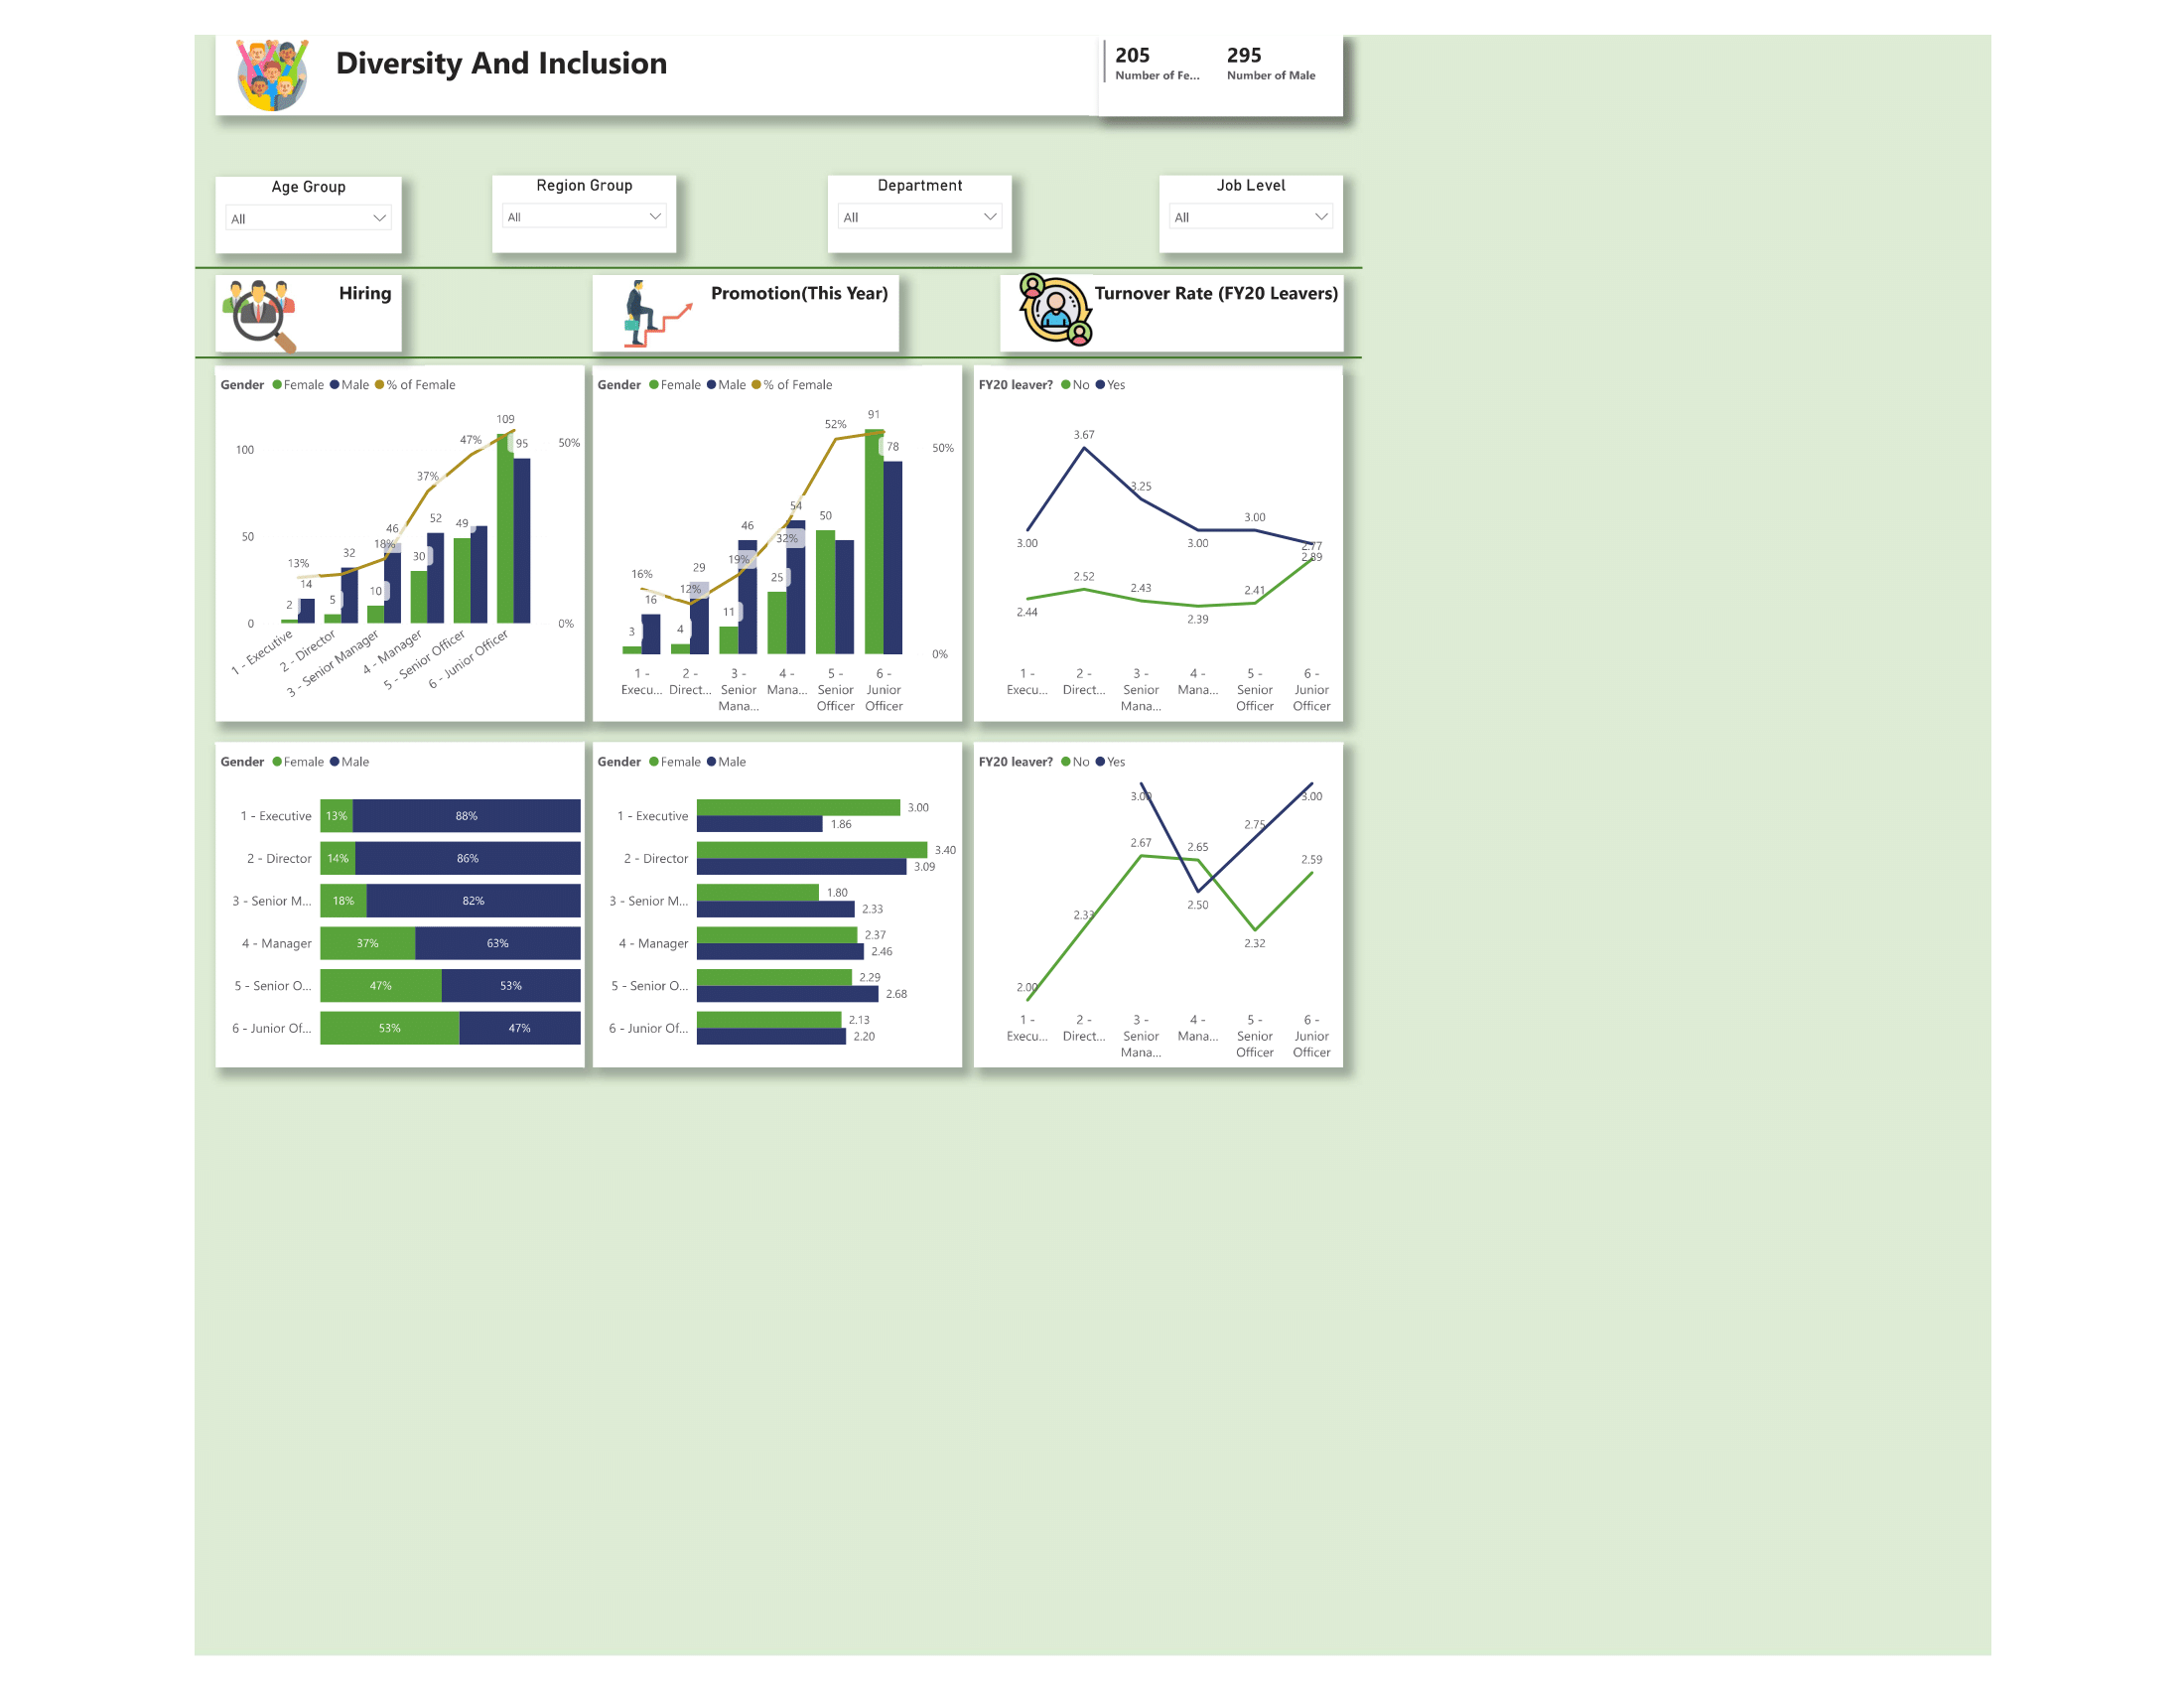 Diversity And Inclusion
205
Number of Fe...
295
Number of Male
Age Group
All
Region Group
All
Department
All
Job Level
All
Hiring
Promotion(This Year)
Turnover Rate (FY20 Leavers)
Gender Female Male % of Female
100
50
0
50%
0%
13%
18%
37%
47%
2
14
5
32
10
46
30
52
49
109
95
1 - Executive
2 - Director
3 - Senior Manager
4 - Manager
5 - Senior Officer
6 - Junior Officer
Gender Female Male % of Female
50%
0%
16%
12%
19%
32%
52%
3
16
4
29
11
46
25
54
50
91
78
1 -
Execu...
2 -
Direct...
3 -
Senior
Mana...
4 -
Mana...
5 -
Senior
Officer
6 -
Junior
Officer
FY20 leaver? No Yes
3.00
3.67
3.25
3.00
3.00
2.77
2.89
2.44
2.52
2.43
2.39
2.41
1 -
Execu...
2 -
Direct...
3 -
Senior
Mana...
4 -
Mana...
5 -
Senior
Officer
6 -
Junior
Officer
Gender Female Male
1 - Executive 13% 88%
2 - Director 14% 86%
3 - Senior M... 18% 82%
4 - Manager 37% 63%
5 - Senior O... 47% 53%
6 - Junior Of... 53% 47%
Gender Female Male
1 - Executive
3.00
1.86
2 - Director
3.40
3.09
3 - Senior M...
1.80
2.33
4 - Manager
2.37
2.46
5 - Senior O...
2.29
2.68
6 - Junior Of...
2.13
2.20
FY20 leaver? No Yes
3.00
2.50
2.75
3.00
2.00
2.33
2.67
2.65
2.32
2.59
1 -
Execu...
2 -
Direct...
3 -
Senior
Mana...
4 -
Mana...
5 -
Senior
Officer
6 -
Junior
Officer